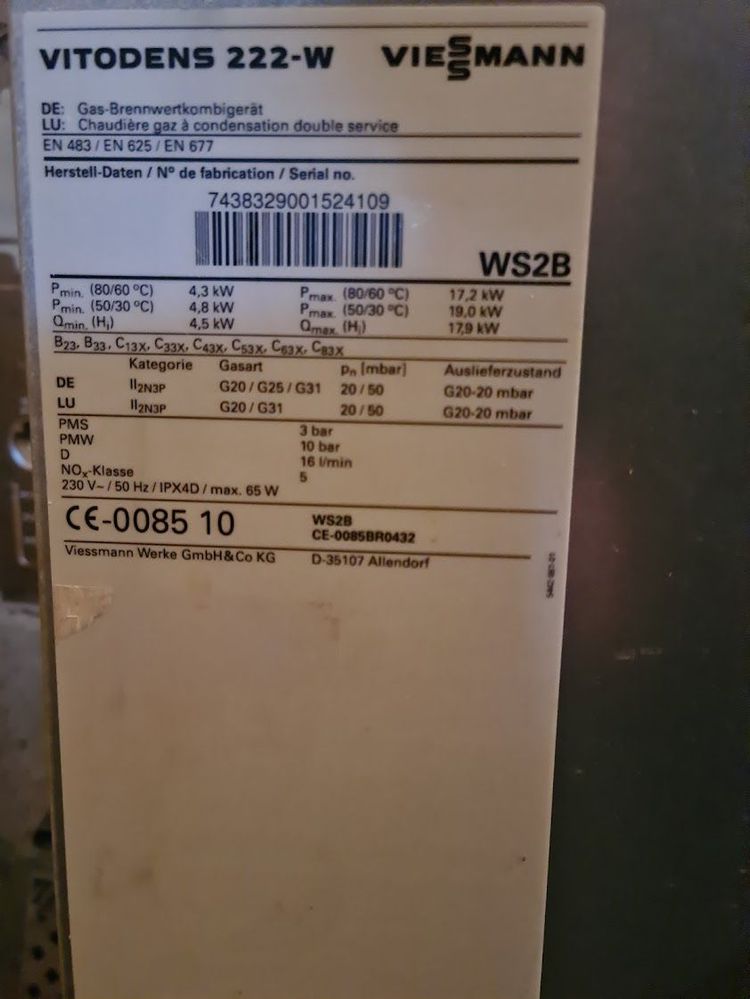 VITODENS 222-W VIESSMANN
DE: Gas-Brennwertkombigerät
LU: Chaudière gaz à condensation double service
EN 483 / EN 625 / EN 677
Herstell-Daten / Nº de fabrication / Serial no.
7438329001524109
WS2B
Pmin. (80/60 ºC) 4,3 kW Pmax. (80/60 ºC) 17,2 kW
Pmin. (50/30 ºC) 4,8 kW Pmax. (50/30 ºC) 19,0 kW
Qmin. (Hi) 4,5 kW Qmax. (Hi) 17,9 kW
B23, B33, C13X, C33X, C43X, C53X, C63X, C83X
Kategorie Gasart pn [mbar] Auslieferzustand
DE II2N3P G20 / G25 / G31 20 / 50 G20-20 mbar
LU II2N3P G20 / G31 20 / 50 G20-20 mbar
PMS 3 bar
PMW 10 bar
D 16 l/min
NOx-Klasse 5
230 V~ / 50 Hz / IPX4D / max. 65 W
CE-0085 10 WS2B
CE-0085BR0432
Viessmann Werke GmbH&Co KG D-35107 Allendorf